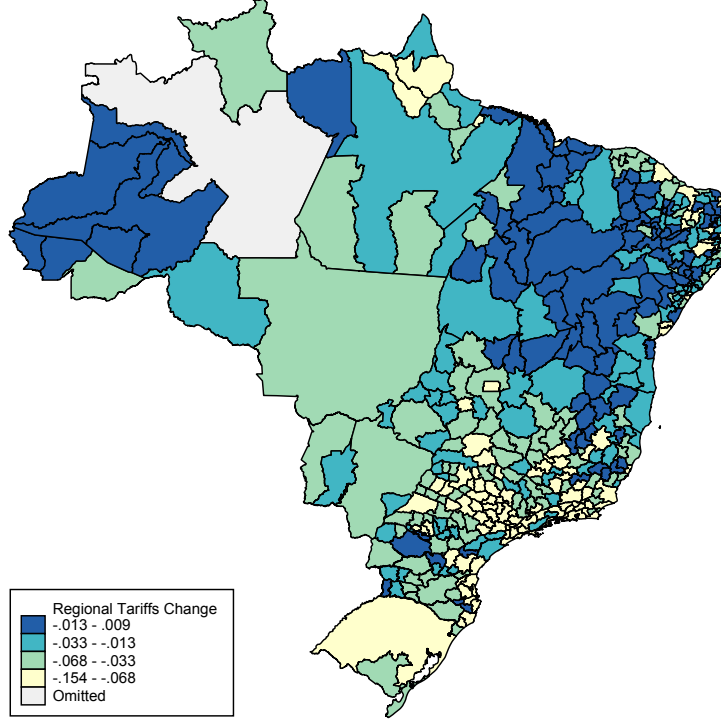 Regional Tariffs Change
-.013 - .009
-.033 - -.013
-.068 - -.033
-.154 - -.068
Omitted